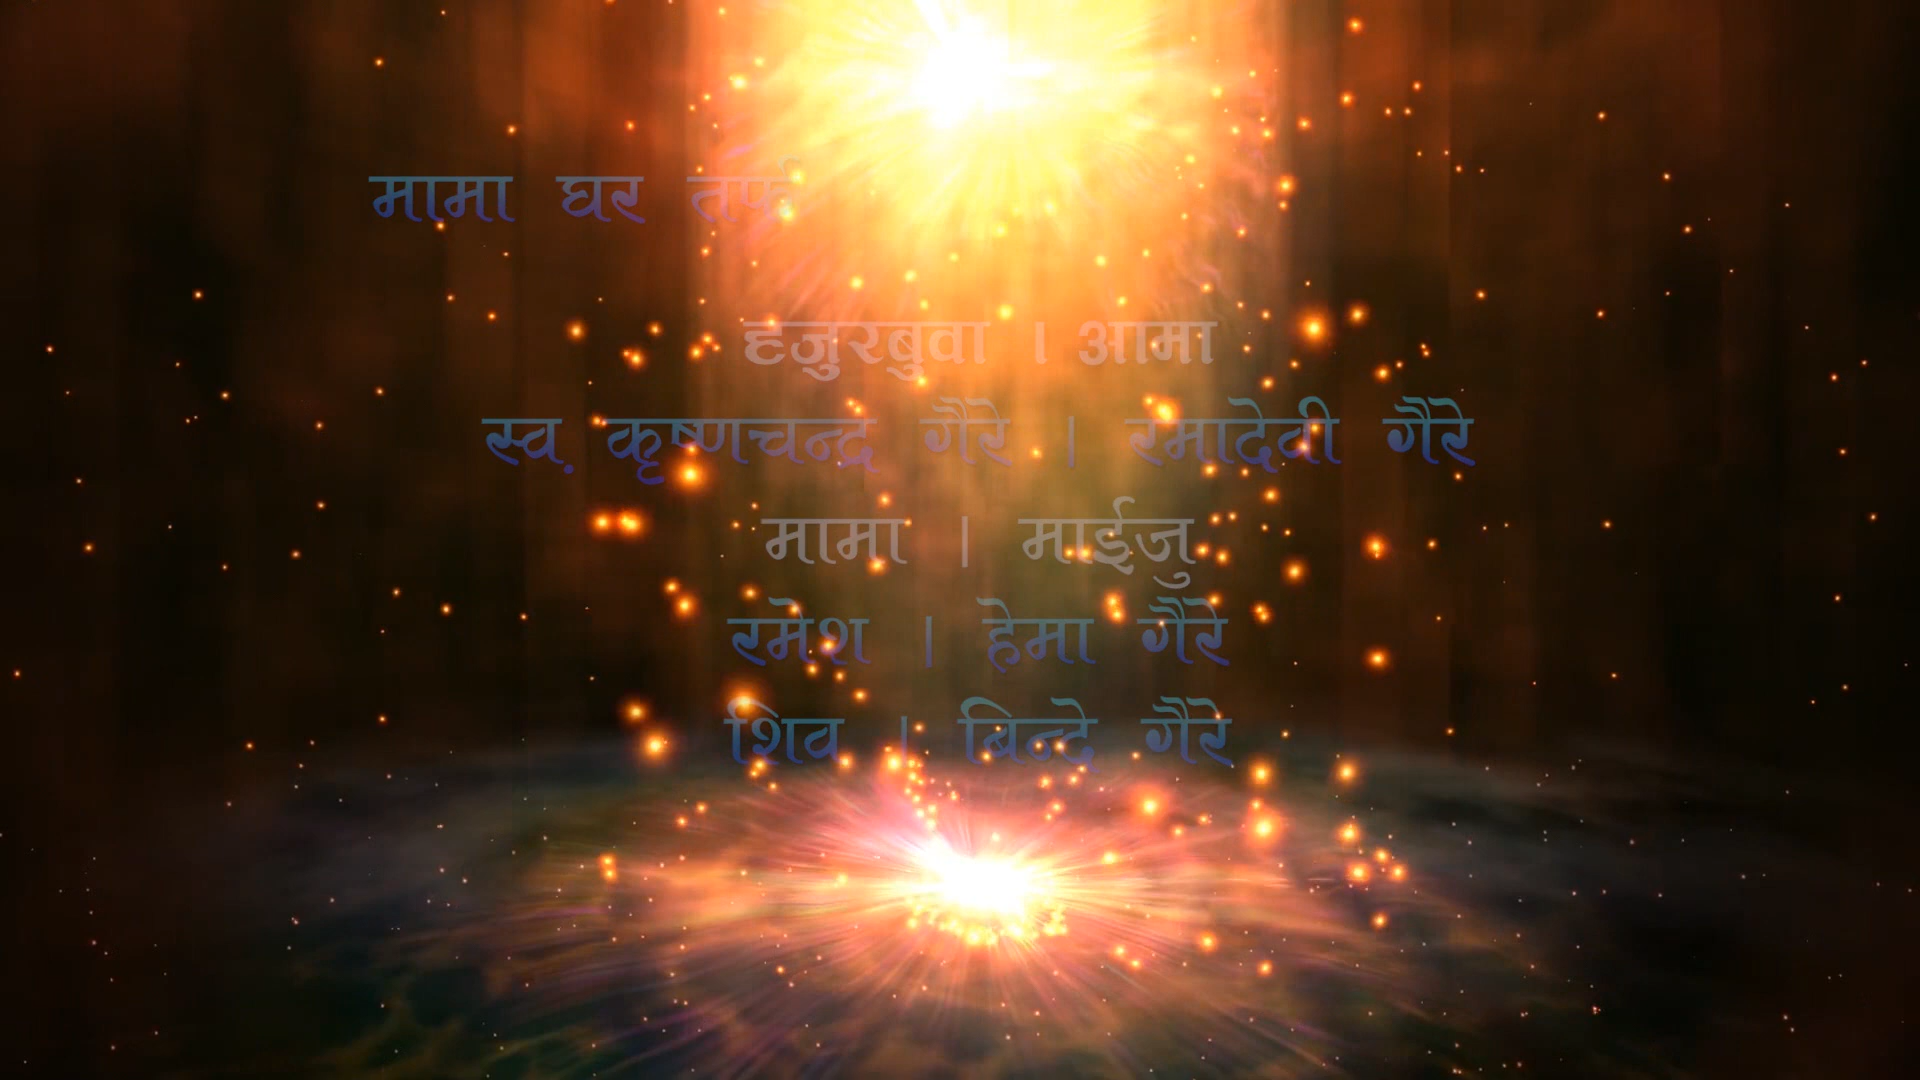 मामा घर तर्फ
हजुरबुवा । आमा
स्व. कृष्णचन्द्र गैरे । रमादेवी गैरे
मामा । माईजु
रमेश । हेमा गैरे
शिव । बिन्दे गैरे